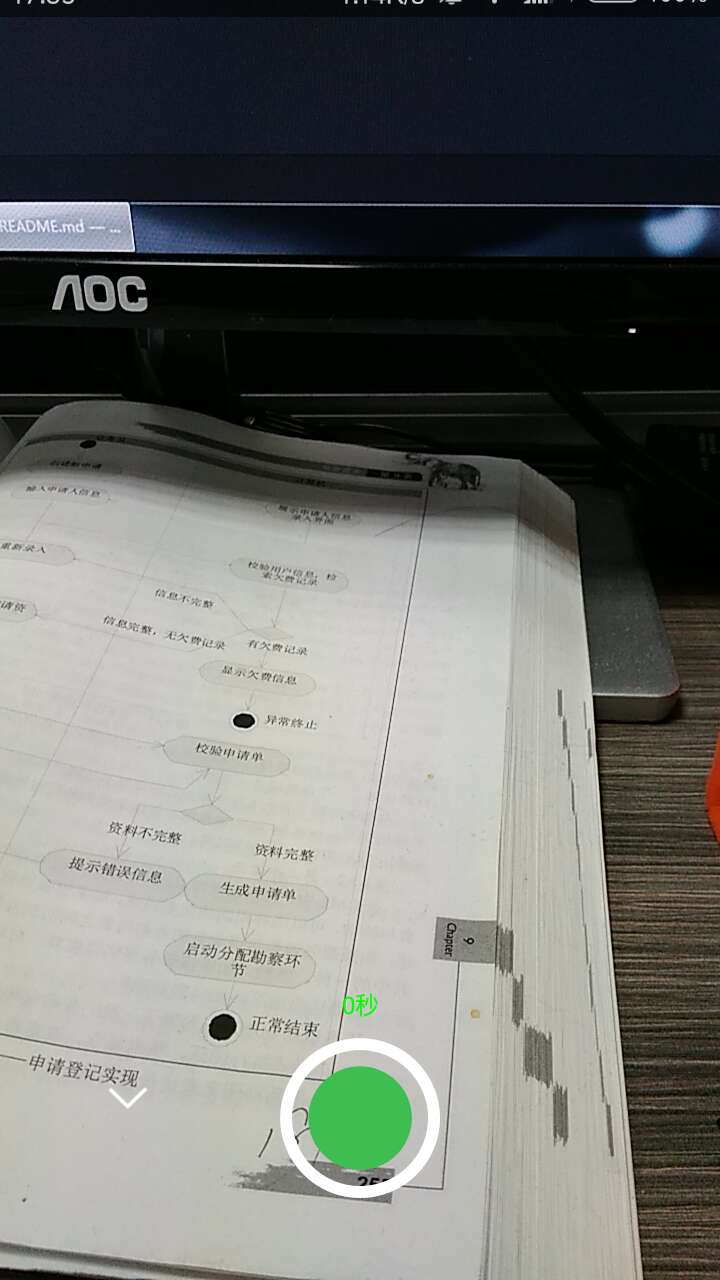 README.md — ...
AOC
输入申请人信息
展示申请人信息
录入界面
重新录入
校验用户信息，检
索欠费记录
信息不完整
信息完整，无欠费记录
有欠费记录
显示欠费信息
异常终止
校验申请单
资料不完整
资料完整
提示错误信息
生成申请单
启动分配勘察环
节
正常结束
9
Chapter
0秒
申请登记实现